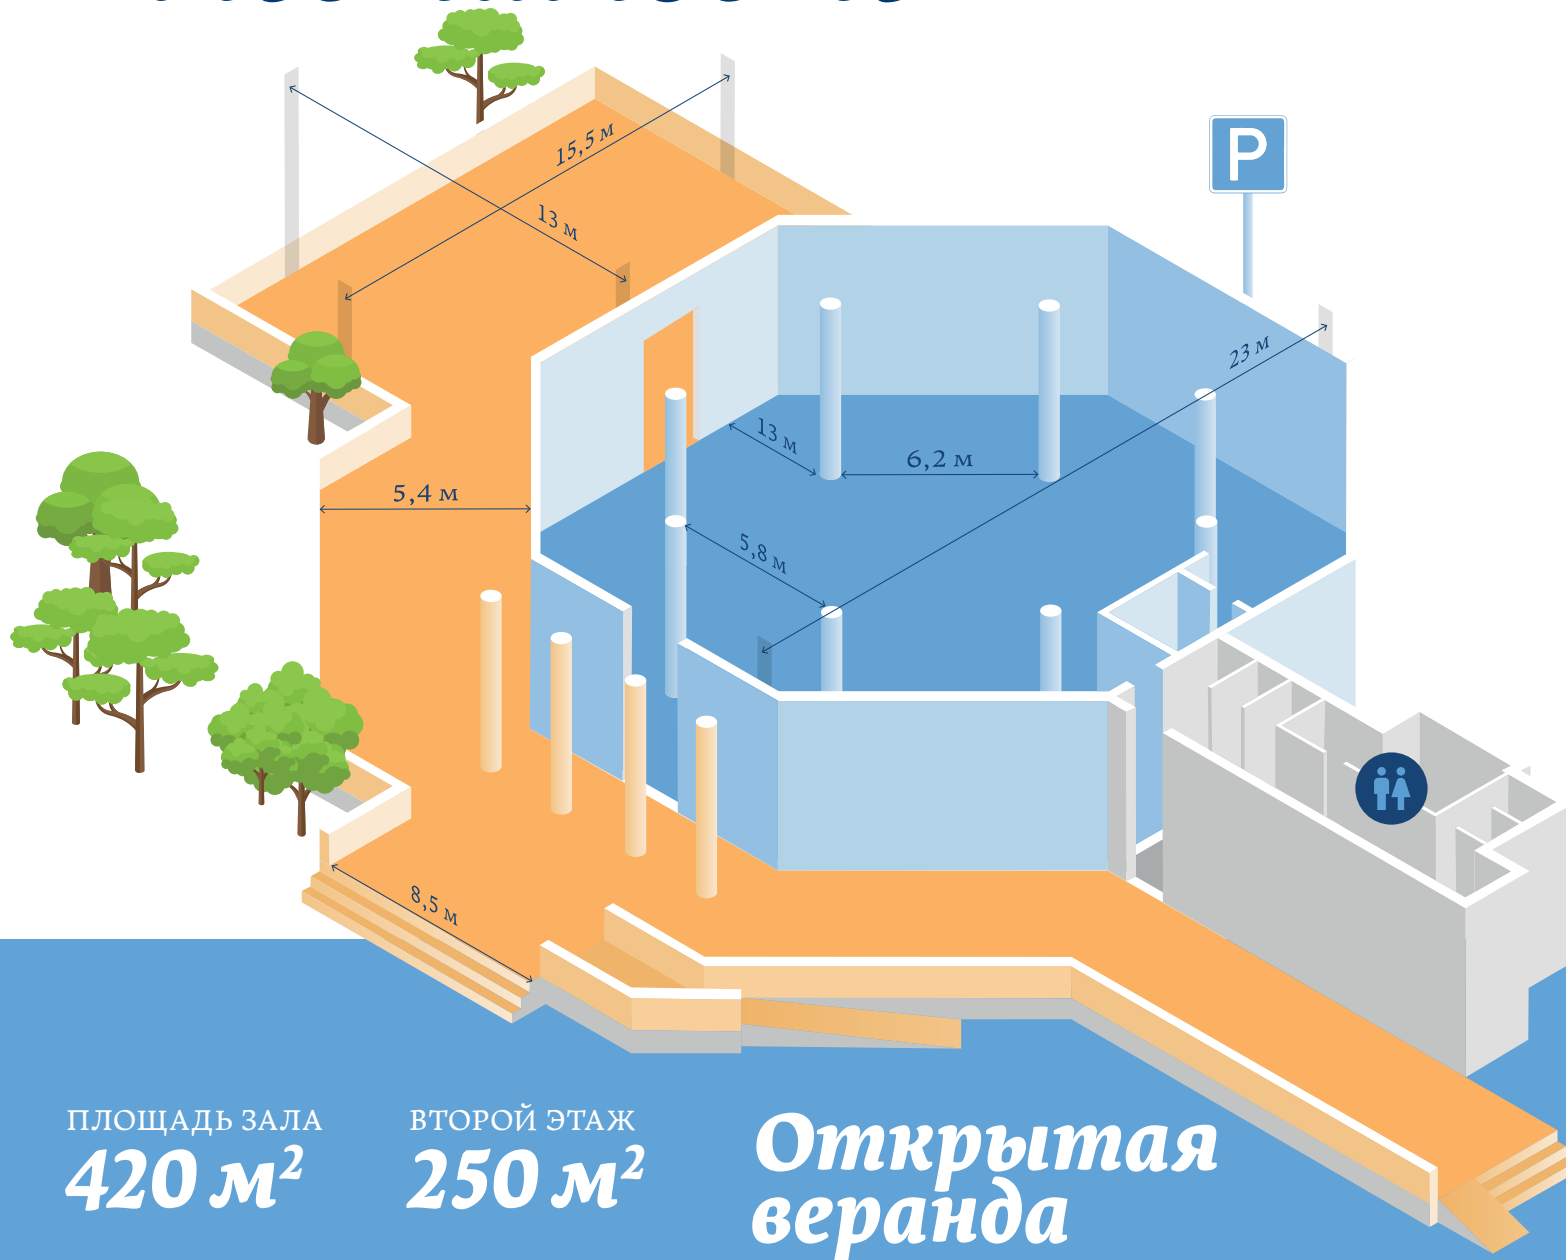 P
15,5 м
13 м
23 м
13 м
6,2 м
5,4 м
5,8 м
8,5 м
ПЛОЩАДЬ ЗАЛА
420 м²
ВТОРОЙ ЭТАЖ
250 м²
Открытая
веранда